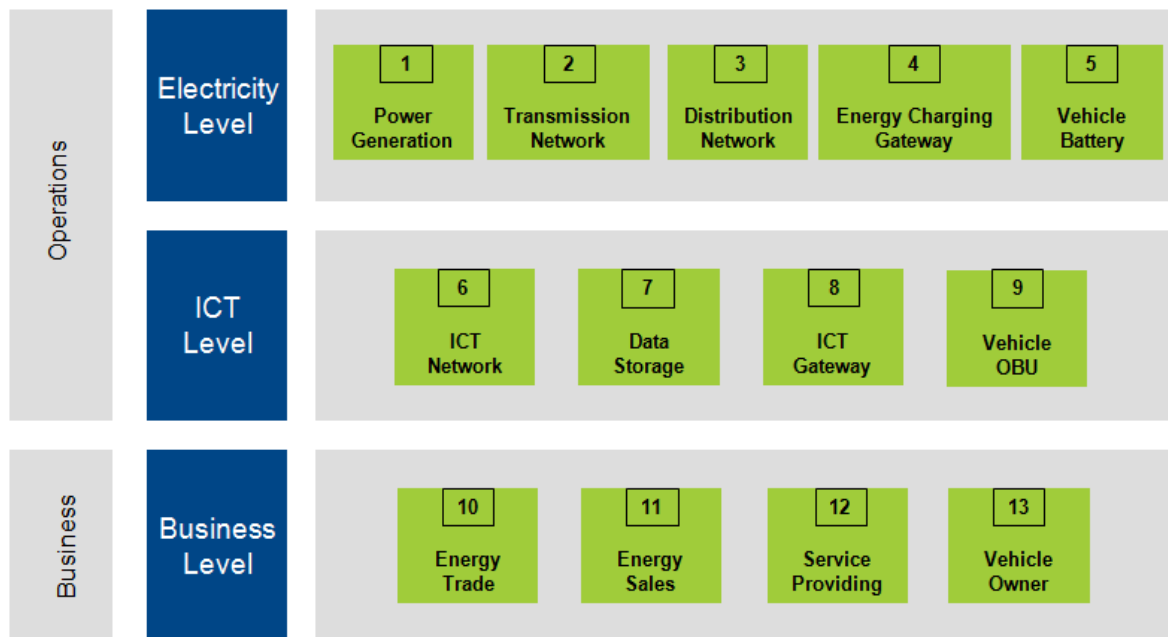 Operations
Electricity
Level
1
Power
Generation
2
Transmission
Network
3
Distribution
Network
4
Energy Charging
Gateway
5
Vehicle
Battery
ICT
Level
6
ICT
Network
7
Data
Storage
8
ICT
Gateway
9
Vehicle
OBU
Business
Business
Level
10
Energy
Trade
11
Energy
Sales
12
Service
Providing
13
Vehicle
Owner